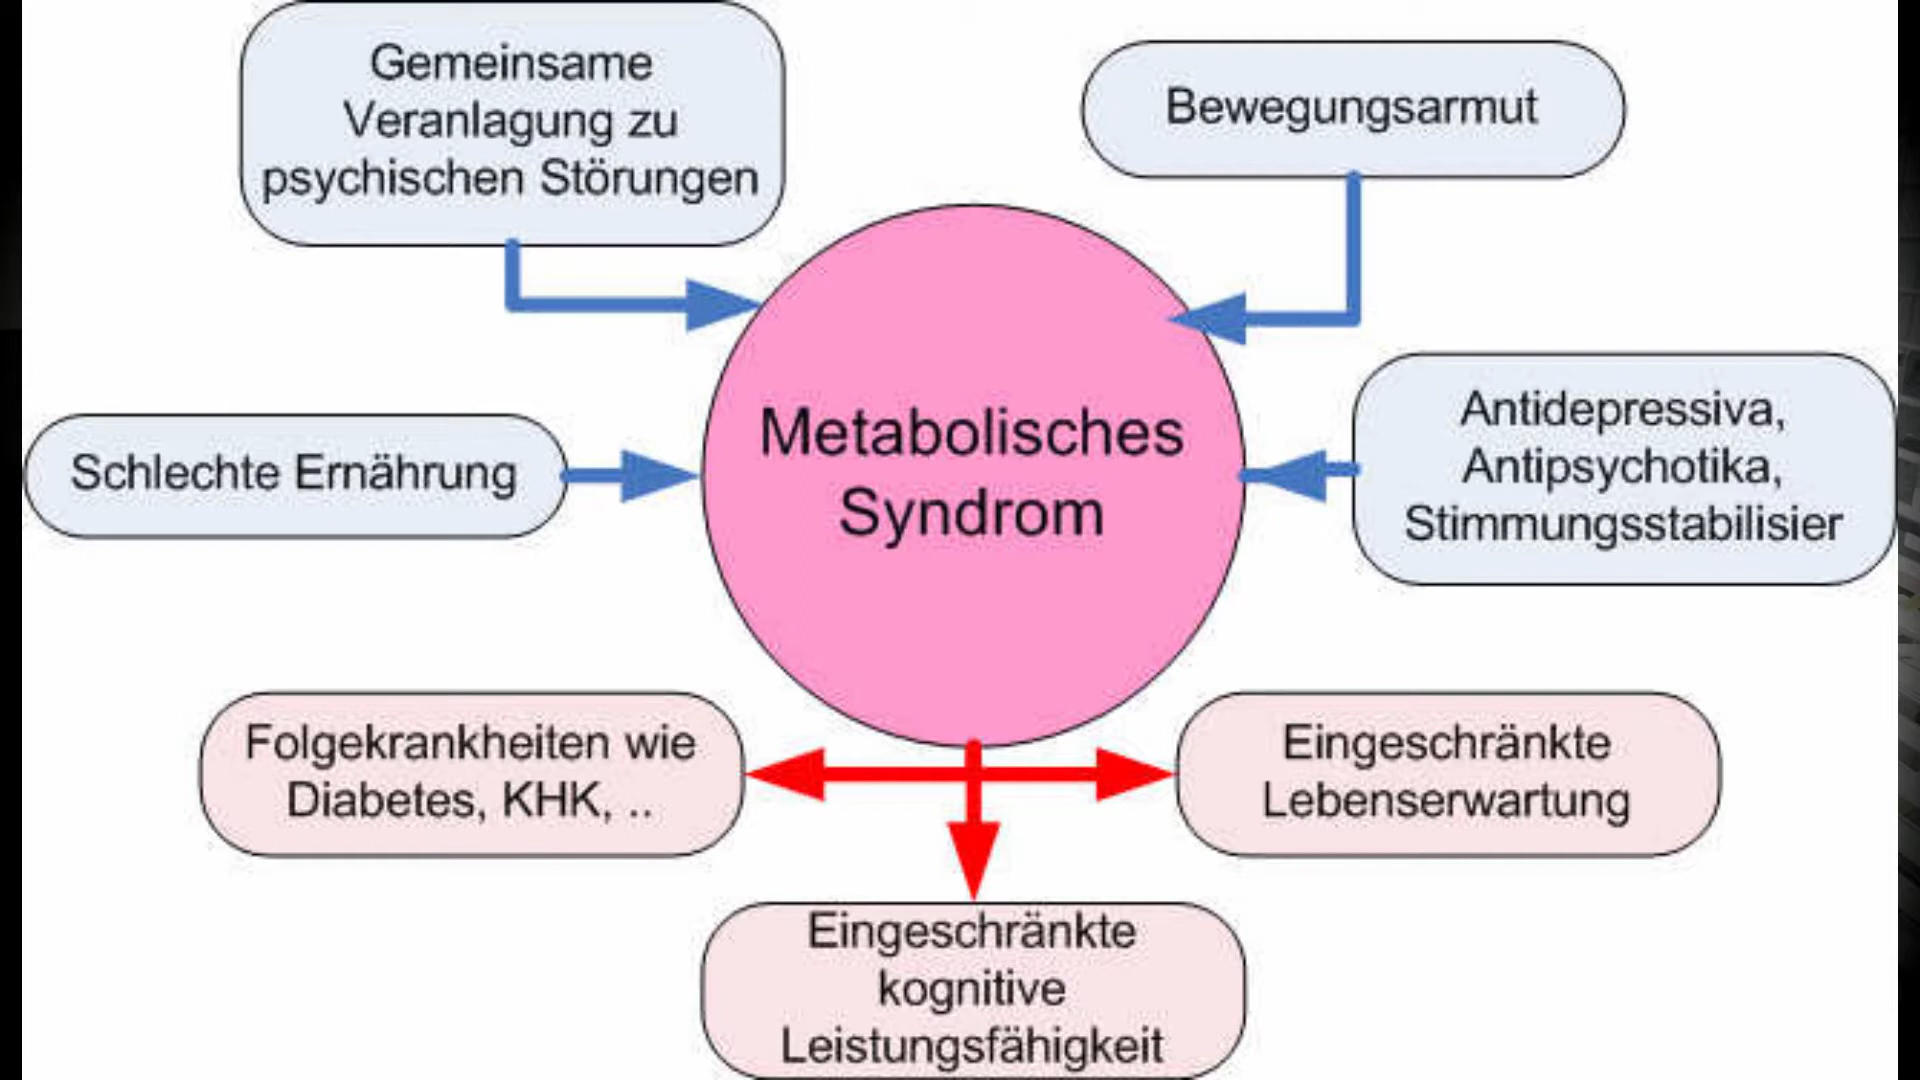 Gemeinsame
Veranlagung zu
psychischen Störungen
Bewegungsarmut
Metabolisches
Syndrom
Schlechte Ernährung
Antidepressiva,
Antipsychotika,
Stimmungsstabilisier
Folgekrankheiten wie
Diabetes, KHK, ..
Eingeschränkte
Lebenserwartung
Eingeschränkte
kognitive
Leistungsfähigkeit